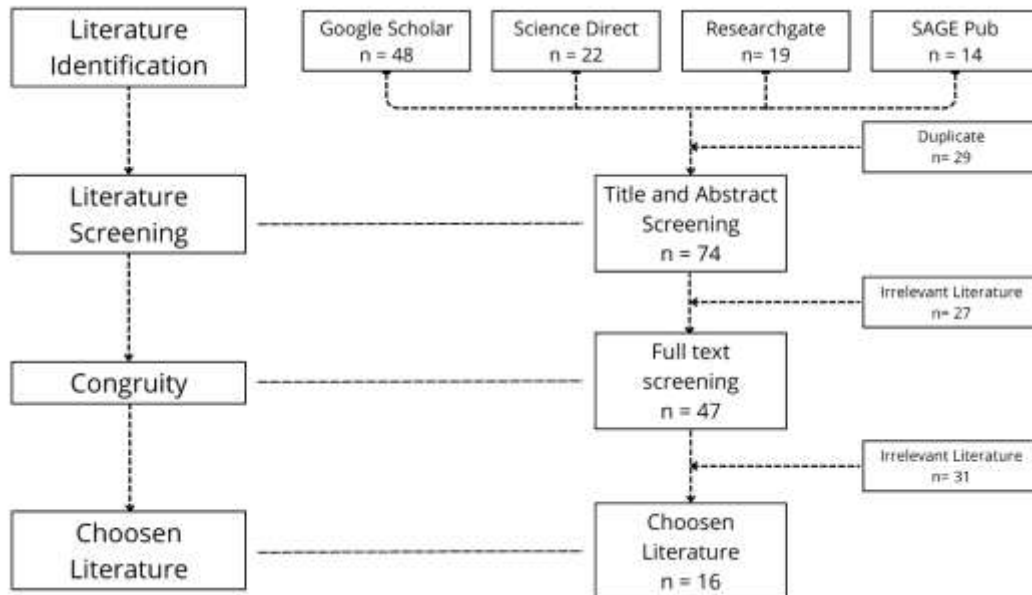 Literature
Identification
Google Scholar
n = 48
Science Direct
n = 22
Researchgate
n= 19
SAGE Pub
n = 14
Duplicate
n= 29
Literature
Screening
Title and Abstract
Screening
n = 74
Irrelevant Literature
n= 27
Congruity
Full text
screening
n = 47
Irrelevant Literature
n= 31
Choosen
Literature
Choosen
Literature
n = 16